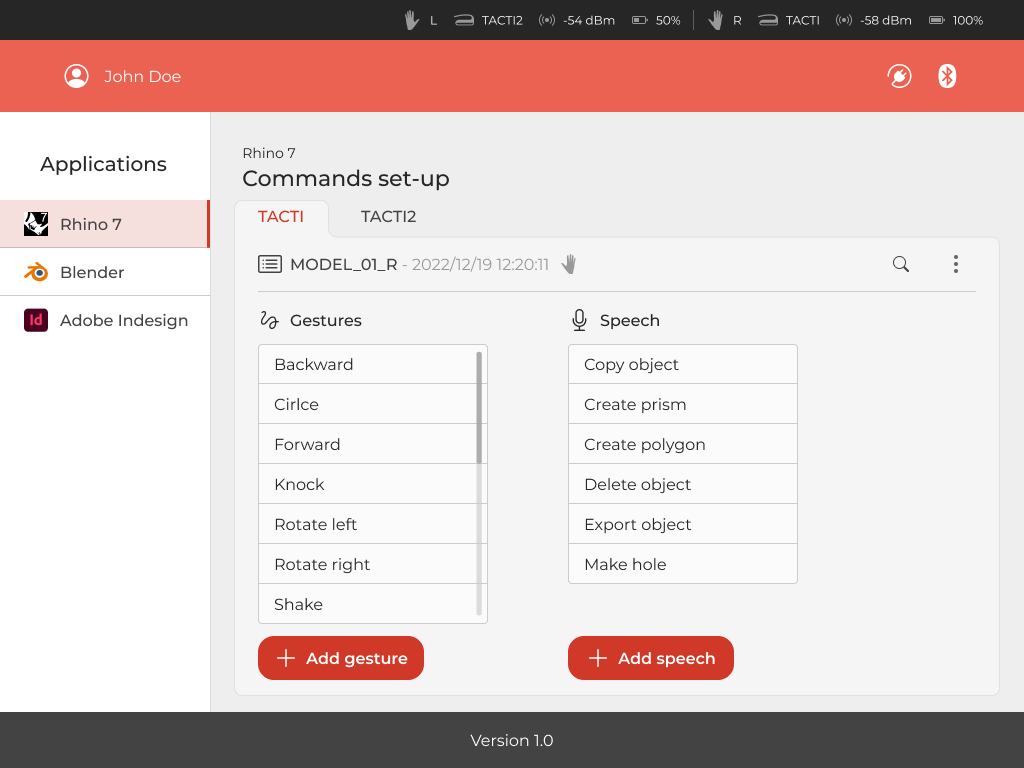 L TACTI2 -54 dBm 50% R TACTI -58 dBm 100%
John Doe
Applications
Rhino 7
Blender
Id Adobe Indesign
Rhino 7
Commands set-up
TACTI TACTI2
MODEL_01_R - 2022/12/19 12:20:11
Gestures
Backward
Cirlce
Forward
Knock
Rotate left
Rotate right
Shake
Add gesture
Speech
Copy object
Create prism
Create polygon
Delete object
Export object
Make hole
Add speech
Version 1.0